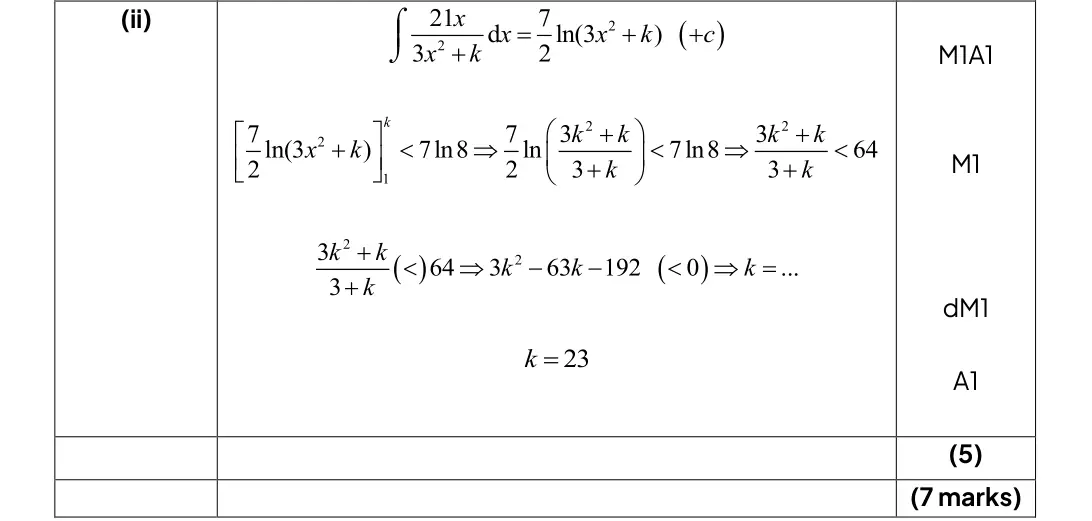 (ii)
∫ 21x/(3x² + k) dx = 7/2 ln(3x² + k) (+c)
M1A1
[7/2 ln(3x² + k)]₁ᵏ < 7 ln 8 ⇒ 7/2 ln((3k² + k)/(3 + k)) < 7 ln 8 ⇒ (3k² + k)/(3 + k) < 64
M1
(3k² + k)/(3 + k) (<) 64 ⇒ 3k² − 63k − 192 (< 0) ⇒ k = ...
dM1
k = 23
A1
(5)
(7 marks)